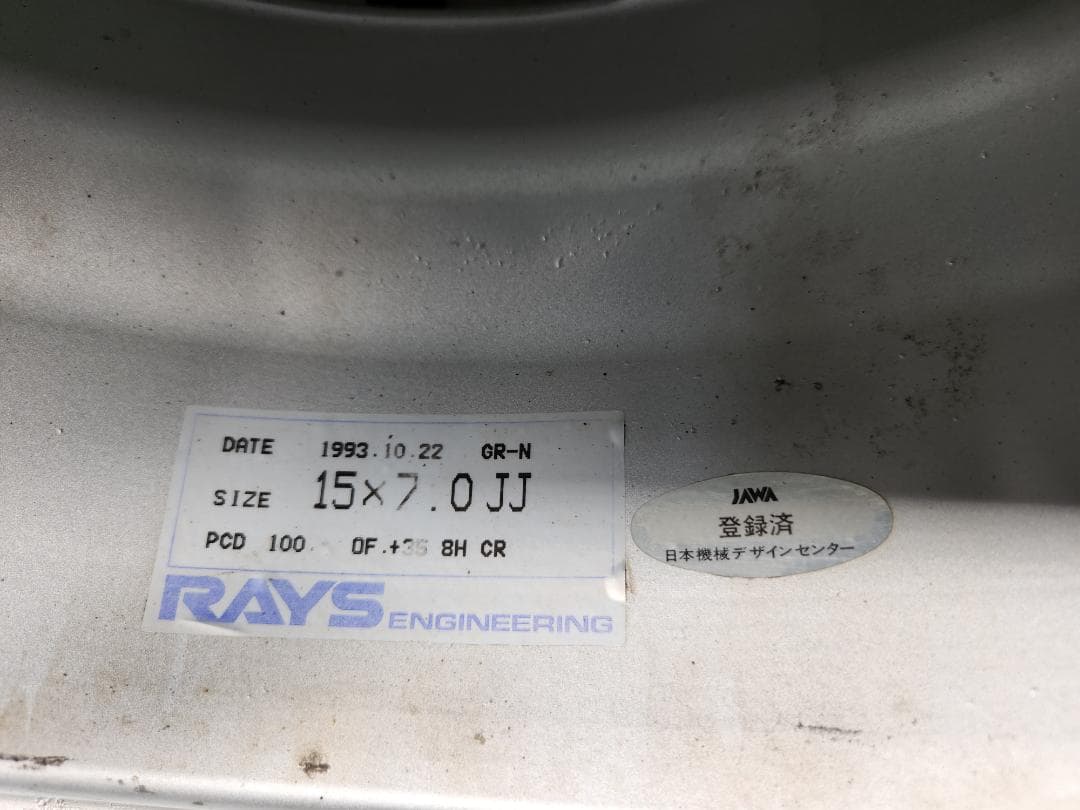 DATE 1993.10.22 GR-N
SIZE 15×7.0JJ
PCD 100 OF.+35 8H CR
RAYS ENGINEERING
JAWA
登録済
日本機械デザインセンター